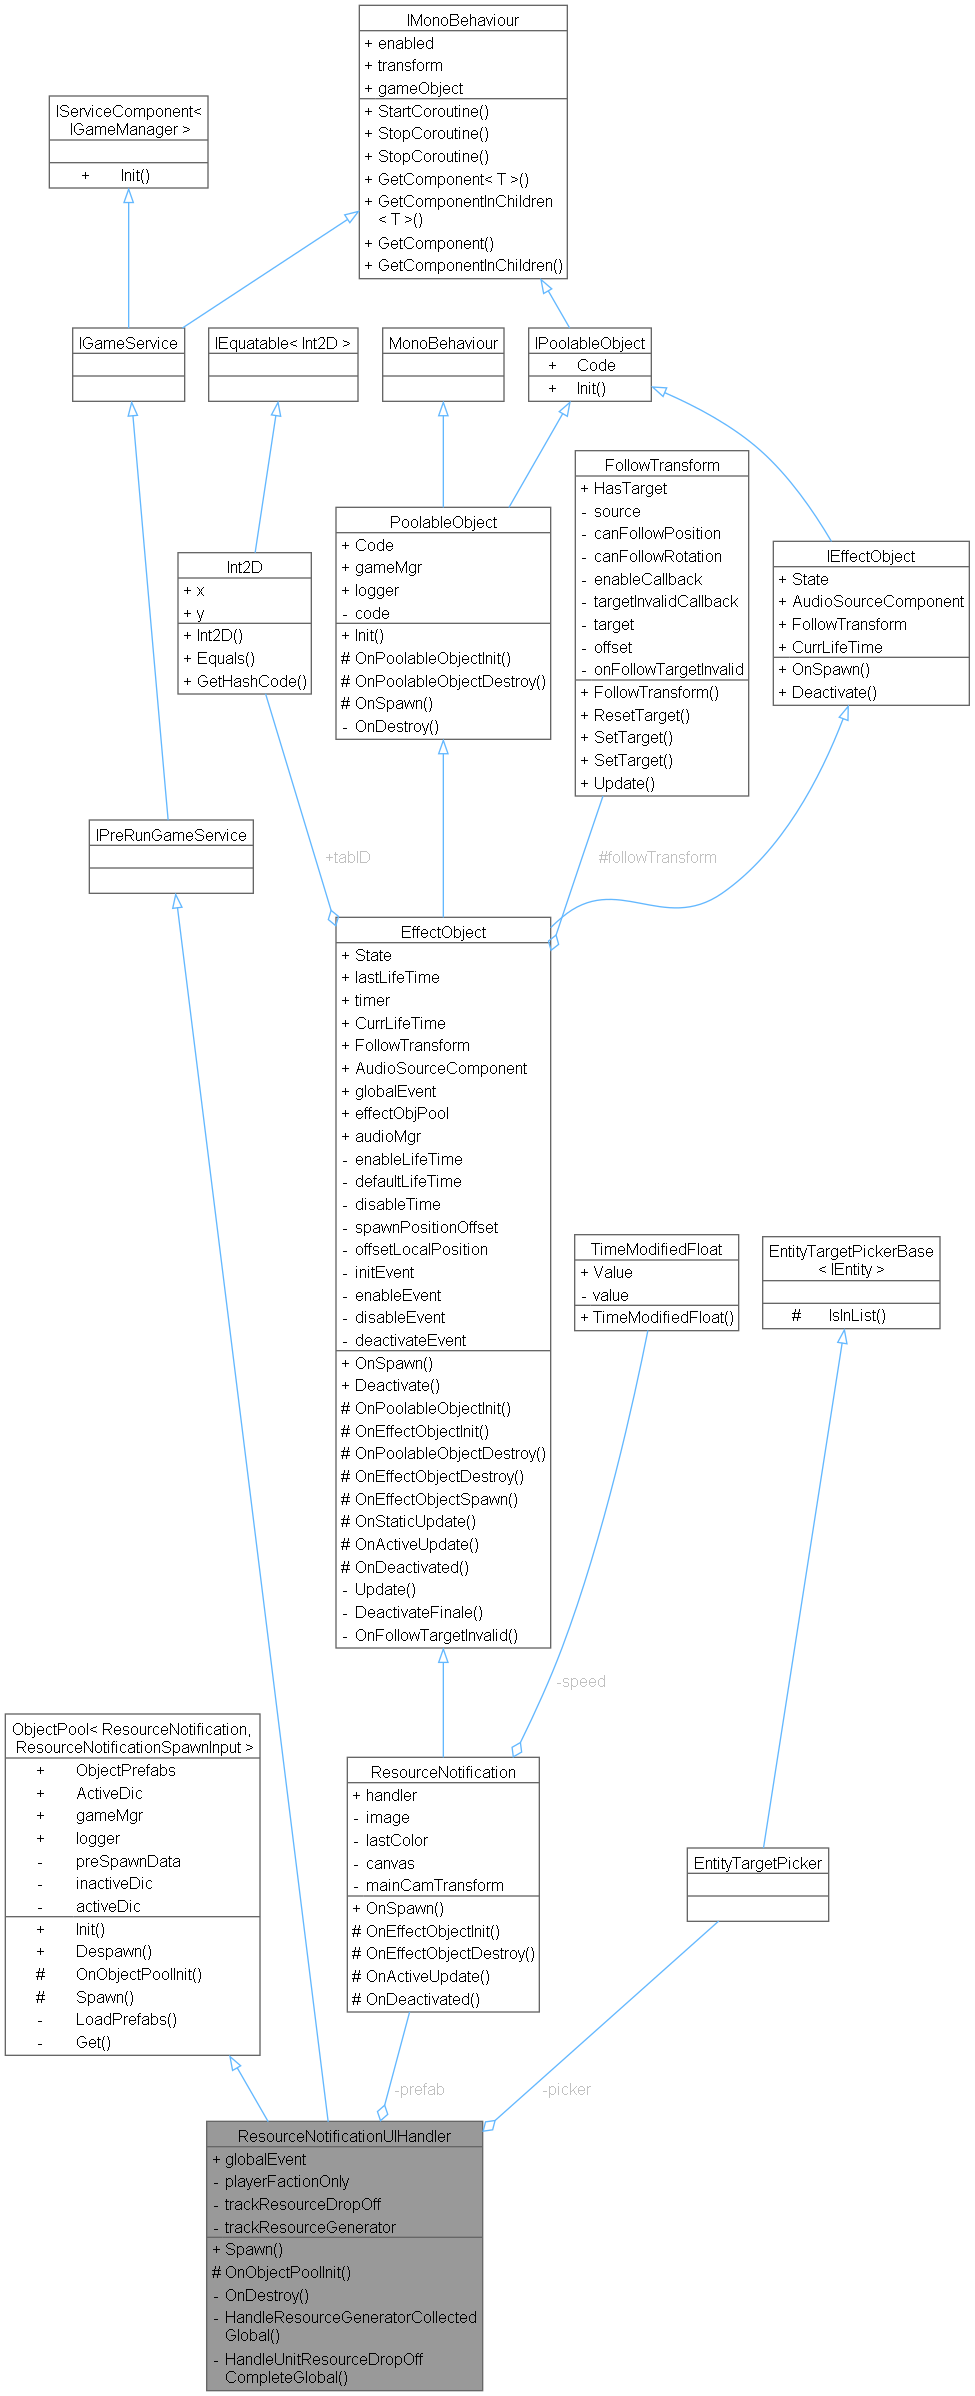 IMonoBehaviour
+ enabled
+ transform
+ gameObject
+ StartCoroutine()
+ StopCoroutine()
+ StopCoroutine()
+ GetComponent< T >()
+ GetComponentInChildren
< T >()
+ GetComponent()
+ GetComponentInChildren()
IServiceComponent<
IGameManager >
+ Init()
IGameService
IEquatable< Int2D >
MonoBehaviour
IPoolableObject
+ Code
+ Init()
FollowTransform
+ HasTarget
- source
- canFollowPosition
- canFollowRotation
- enableCallback
- targetInvalidCallback
- target
- offset
- onFollowTargetInvalid
+ FollowTransform()
+ ResetTarget()
+ SetTarget()
+ SetTarget()
+ Update()
PoolableObject
+ Code
+ gameMgr
+ logger
- code
+ Init()
# OnPoolableObjectInit()
# OnPoolableObjectDestroy()
# OnSpawn()
- OnDestroy()
IEffectObject
+ State
+ AudioSourceComponent
+ FollowTransform
+ CurrLifeTime
+ OnSpawn()
+ Deactivate()
Int2D
+ x
+ y
+ Int2D()
+ Equals()
+ GetHashCode()
IPreRunGameService
+tabID
#followTransform
EffectObject
+ State
+ lastLifeTime
+ timer
+ CurrLifeTime
+ FollowTransform
+ AudioSourceComponent
+ globalEvent
+ effectObjPool
+ audioMgr
- enableLifeTime
- defaultLifeTime
- disableTime
- spawnPositionOffset
- offsetLocalPosition
- initEvent
- enableEvent
- disableEvent
- deactivateEvent
+ OnSpawn()
+ Deactivate()
# OnPoolableObjectInit()
# OnEffectObjectInit()
# OnPoolableObjectDestroy()
# OnEffectObjectDestroy()
# OnEffectObjectSpawn()
# OnStaticUpdate()
# OnActiveUpdate()
# OnDeactivated()
- Update()
- DeactivateFinale()
- OnFollowTargetInvalid()
TimeModifiedFloat
+ Value
- value
+ TimeModifiedFloat()
EntityTargetPickerBase
< IEntity >
# IsInList()
-speed
ObjectPool< ResourceNotification,
ResourceNotificationSpawnInput >
+ ObjectPrefabs
+ ActiveDic
+ gameMgr
+ logger
- preSpawnData
- inactiveDic
- activeDic
+ Init()
+ Despawn()
# OnObjectPoolInit()
# Spawn()
- LoadPrefabs()
- Get()
ResourceNotification
+ handler
- image
- lastColor
- canvas
- mainCamTransform
+ OnSpawn()
# OnEffectObjectInit()
# OnEffectObjectDestroy()
# OnActiveUpdate()
# OnDeactivated()
EntityTargetPicker
-prefab
-picker
ResourceNotificationUIHandler
+ globalEvent
- playerFactionOnly
- trackResourceDropOff
- trackResourceGenerator
+ Spawn()
# OnObjectPoolInit()
- OnDestroy()
- HandleResourceGeneratorCollected
Global()
- HandleUnitResourceDropOff
CompleteGlobal()